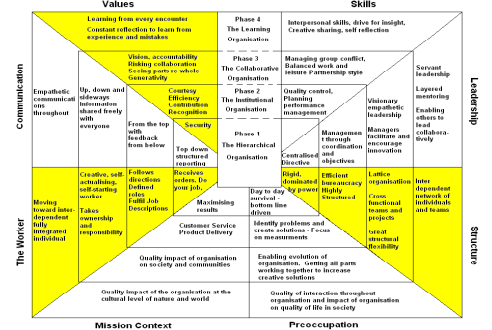 Values
Skills
Learning from every encounter
Constant reflection to learn from
experience and mistakes
Phase 4
The Learning
Organisation
Interpersonal skills, drive for insight,
Creative sharing, self reflection
Vision, accountability
Risking collaboration
Seeing parts=whole
Generativity
Phase 3
The Collaborative
Organisation
Managing group conflict,
Balanced work and
leisure Partnership style
Communication
Empathetic
communicati
ons
throughout
Up, down, and
sideways
Information
shared freely
with
everyone
From the top
with
feedback
from below
Top down
structured
reporting
Courtesy
Efficiency
Contribution
Recognition
Security
Phase 2
The Institutional
Organisation
Phase 1
The Hierarchical
Organisation
Quality control,
Planning
performance
management
Centralised
Directive
Managemen
t through
coordination
and
objectives
Visionary
empathetic
leadership
Managers
facilitate and
encourage
innovation
Servant
leadership
Layered
mentoring
Enabling
others to
lead
collabora-
tively
Leadership
The Worker
Moving
toward inter-
dependent
fully
integrated
individual
Creative, self-
actualising,
self-starting
worker
Takes
ownership
and
responsibility
Follows
directions
Defined
roles
Fulfil Job
Descriptions
Receives
orders. Do
your job,
Maximising
results
Day to day
survival -
bottom line
driven
Rigid,
dominated
by power
Efficient
bureaucracy
Highly
Structured
Lattice
organisation
Cross
functional
teams and
projects
Great
structural
flexibility
Inter
dependent
network of
individuals
and teams
Structure
Customer Service
Product Delivery
Identify problems and
create solutions - Focus
on measurments
Quality impact of organisation
on society and communities
Enabling evolution of
organisation. Getting all parts
working together to increase
creative solutions
Quality impact of the organisation at the
cultural level of nature and world
Quality of interaction throughout
organisation and impact of organisation
on quality of life in society
Mission Context
Preoccupation